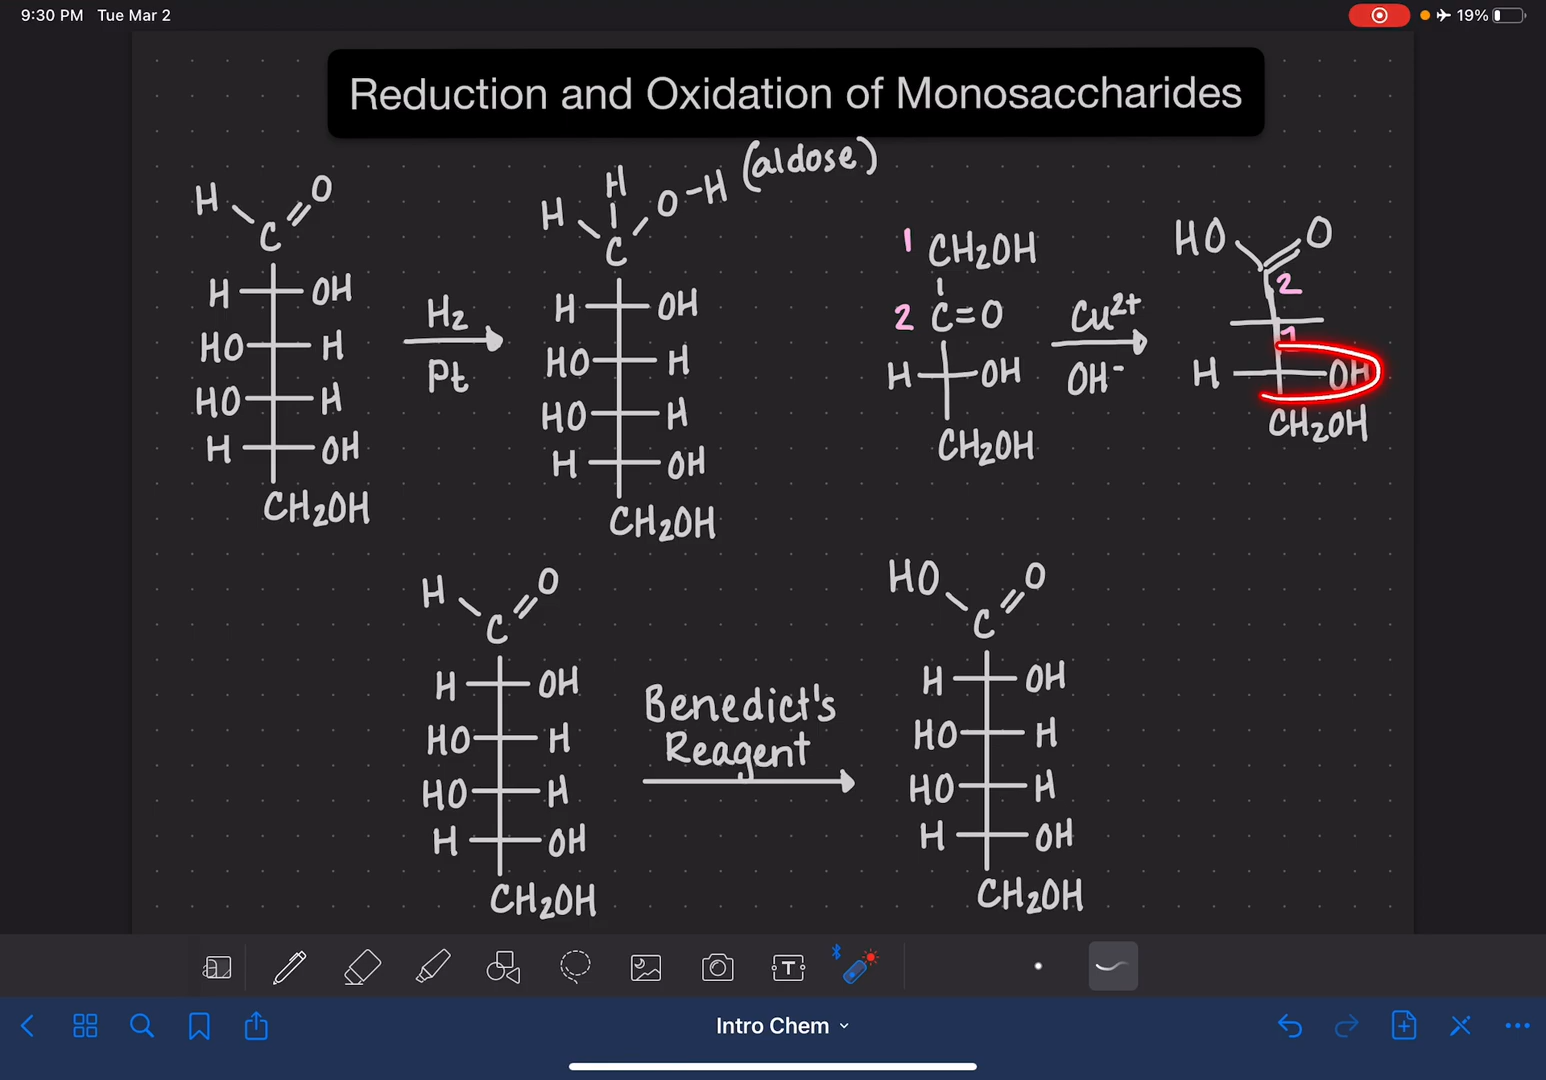 9:30 PM Tue Mar 2
19%
Reduction and Oxidation of Monosaccharides
(aldose)
H O
C
H OH
HO H
HO H
H OH
CH₂OH
H₂
Pt
H
H O-H
C
H OH
HO H
HO H
H OH
CH₂OH
1 CH₂OH
2 C=O
H OH
CH₂OH
Cu²⁺
OH⁻
HO O
2
1
H OH
CH₂OH
H O
C
H OH
HO H
HO H
H OH
CH₂OH
Benedict's
Reagent
HO O
C
H OH
HO H
HO H
H OH
CH₂OH
T
Intro Chem